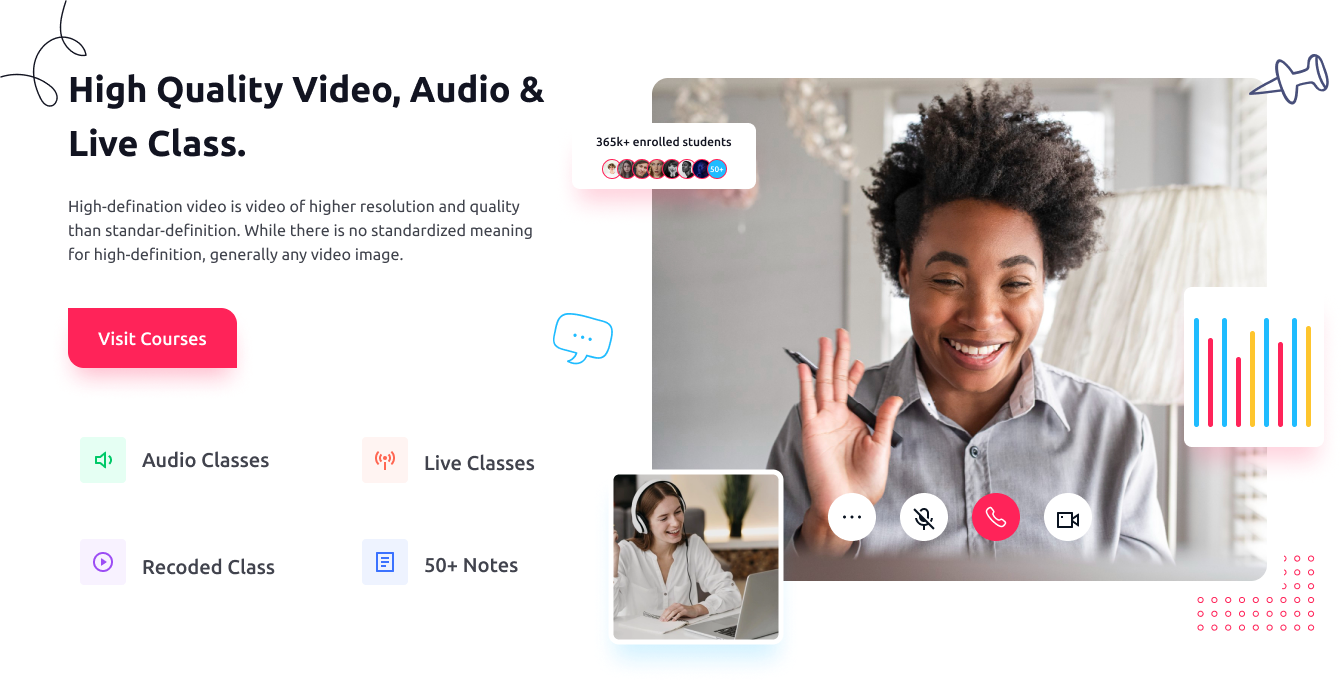 High Quality Video, Audio &
Live Class.
High-defination video is video of higher resolution and quality
than standar-definition. While there is no standardized meaning
for high-definition, generally any video image.
Visit Courses
Audio Classes
Live Classes
Recoded Class
50+ Notes
365k+ enrolled students
50+